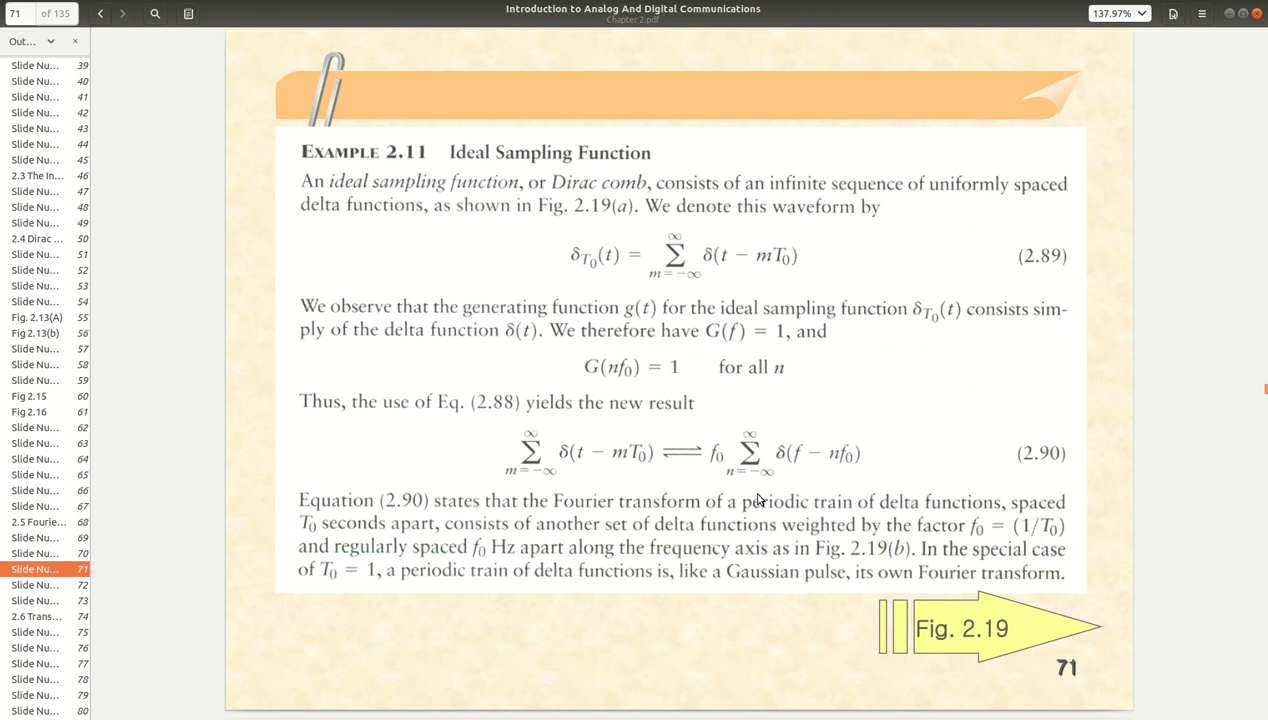 71 of 135
Introduction to Analog And Digital Communications
Chapter 2.pdf
137.97%
Out...
Slide Nu... 39
Slide Nu... 40
Slide Nu... 41
Slide Nu... 42
Slide Nu... 43
Slide Nu... 44
Slide Nu... 45
2.3 The In... 46
Slide Nu... 47
Slide Nu... 48
Slide Nu... 49
2.4 Dirac ... 50
Slide Nu... 51
Slide Nu... 52
Slide Nu... 53
Slide Nu... 54
Fig. 2.13(A) 55
Fig 2.13(b) 56
Slide Nu... 57
Slide Nu... 58
Slide Nu... 59
Fig 2.15 60
Fig 2.16 61
Slide Nu... 62
Slide Nu... 63
Slide Nu... 64
Slide Nu... 65
Slide Nu... 66
Slide Nu... 67
2.5 Fourie... 68
Slide Nu... 69
Slide Nu... 70
Slide Nu... 71
Slide Nu... 72
Slide Nu... 73
2.6 Trans... 74
Slide Nu... 75
Slide Nu... 76
Slide Nu... 77
Slide Nu... 78
Slide Nu... 79
Slide Nu... 80
EXAMPLE 2.11 Ideal Sampling Function
An ideal sampling function, or Dirac comb, consists of an infinite sequence of uniformly spaced
delta functions, as shown in Fig. 2.19(a). We denote this waveform by
δ_{T_0}(t) = ∑_{m=-∞}^{∞} δ(t − mT_0) (2.89)
We observe that the generating function g(t) for the ideal sampling function δ_{T_0}(t) consists sim-
ply of the delta function δ(t). We therefore have G(f) = 1, and
G(nf_0) = 1 for all n
Thus, the use of Eq. (2.88) yields the new result
∑_{m=-∞}^{∞} δ(t − mT_0) ⇌ f_0 ∑_{n=-∞}^{∞} δ(f − nf_0) (2.90)
Equation (2.90) states that the Fourier transform of a periodic train of delta functions, spaced
T_0 seconds apart, consists of another set of delta functions weighted by the factor f_0 = (1/T_0)
and regularly spaced f_0 Hz apart along the frequency axis as in Fig. 2.19(b). In the special case
of T_0 = 1, a periodic train of delta functions is, like a Gaussian pulse, its own Fourier transform.
Fig. 2.19
71